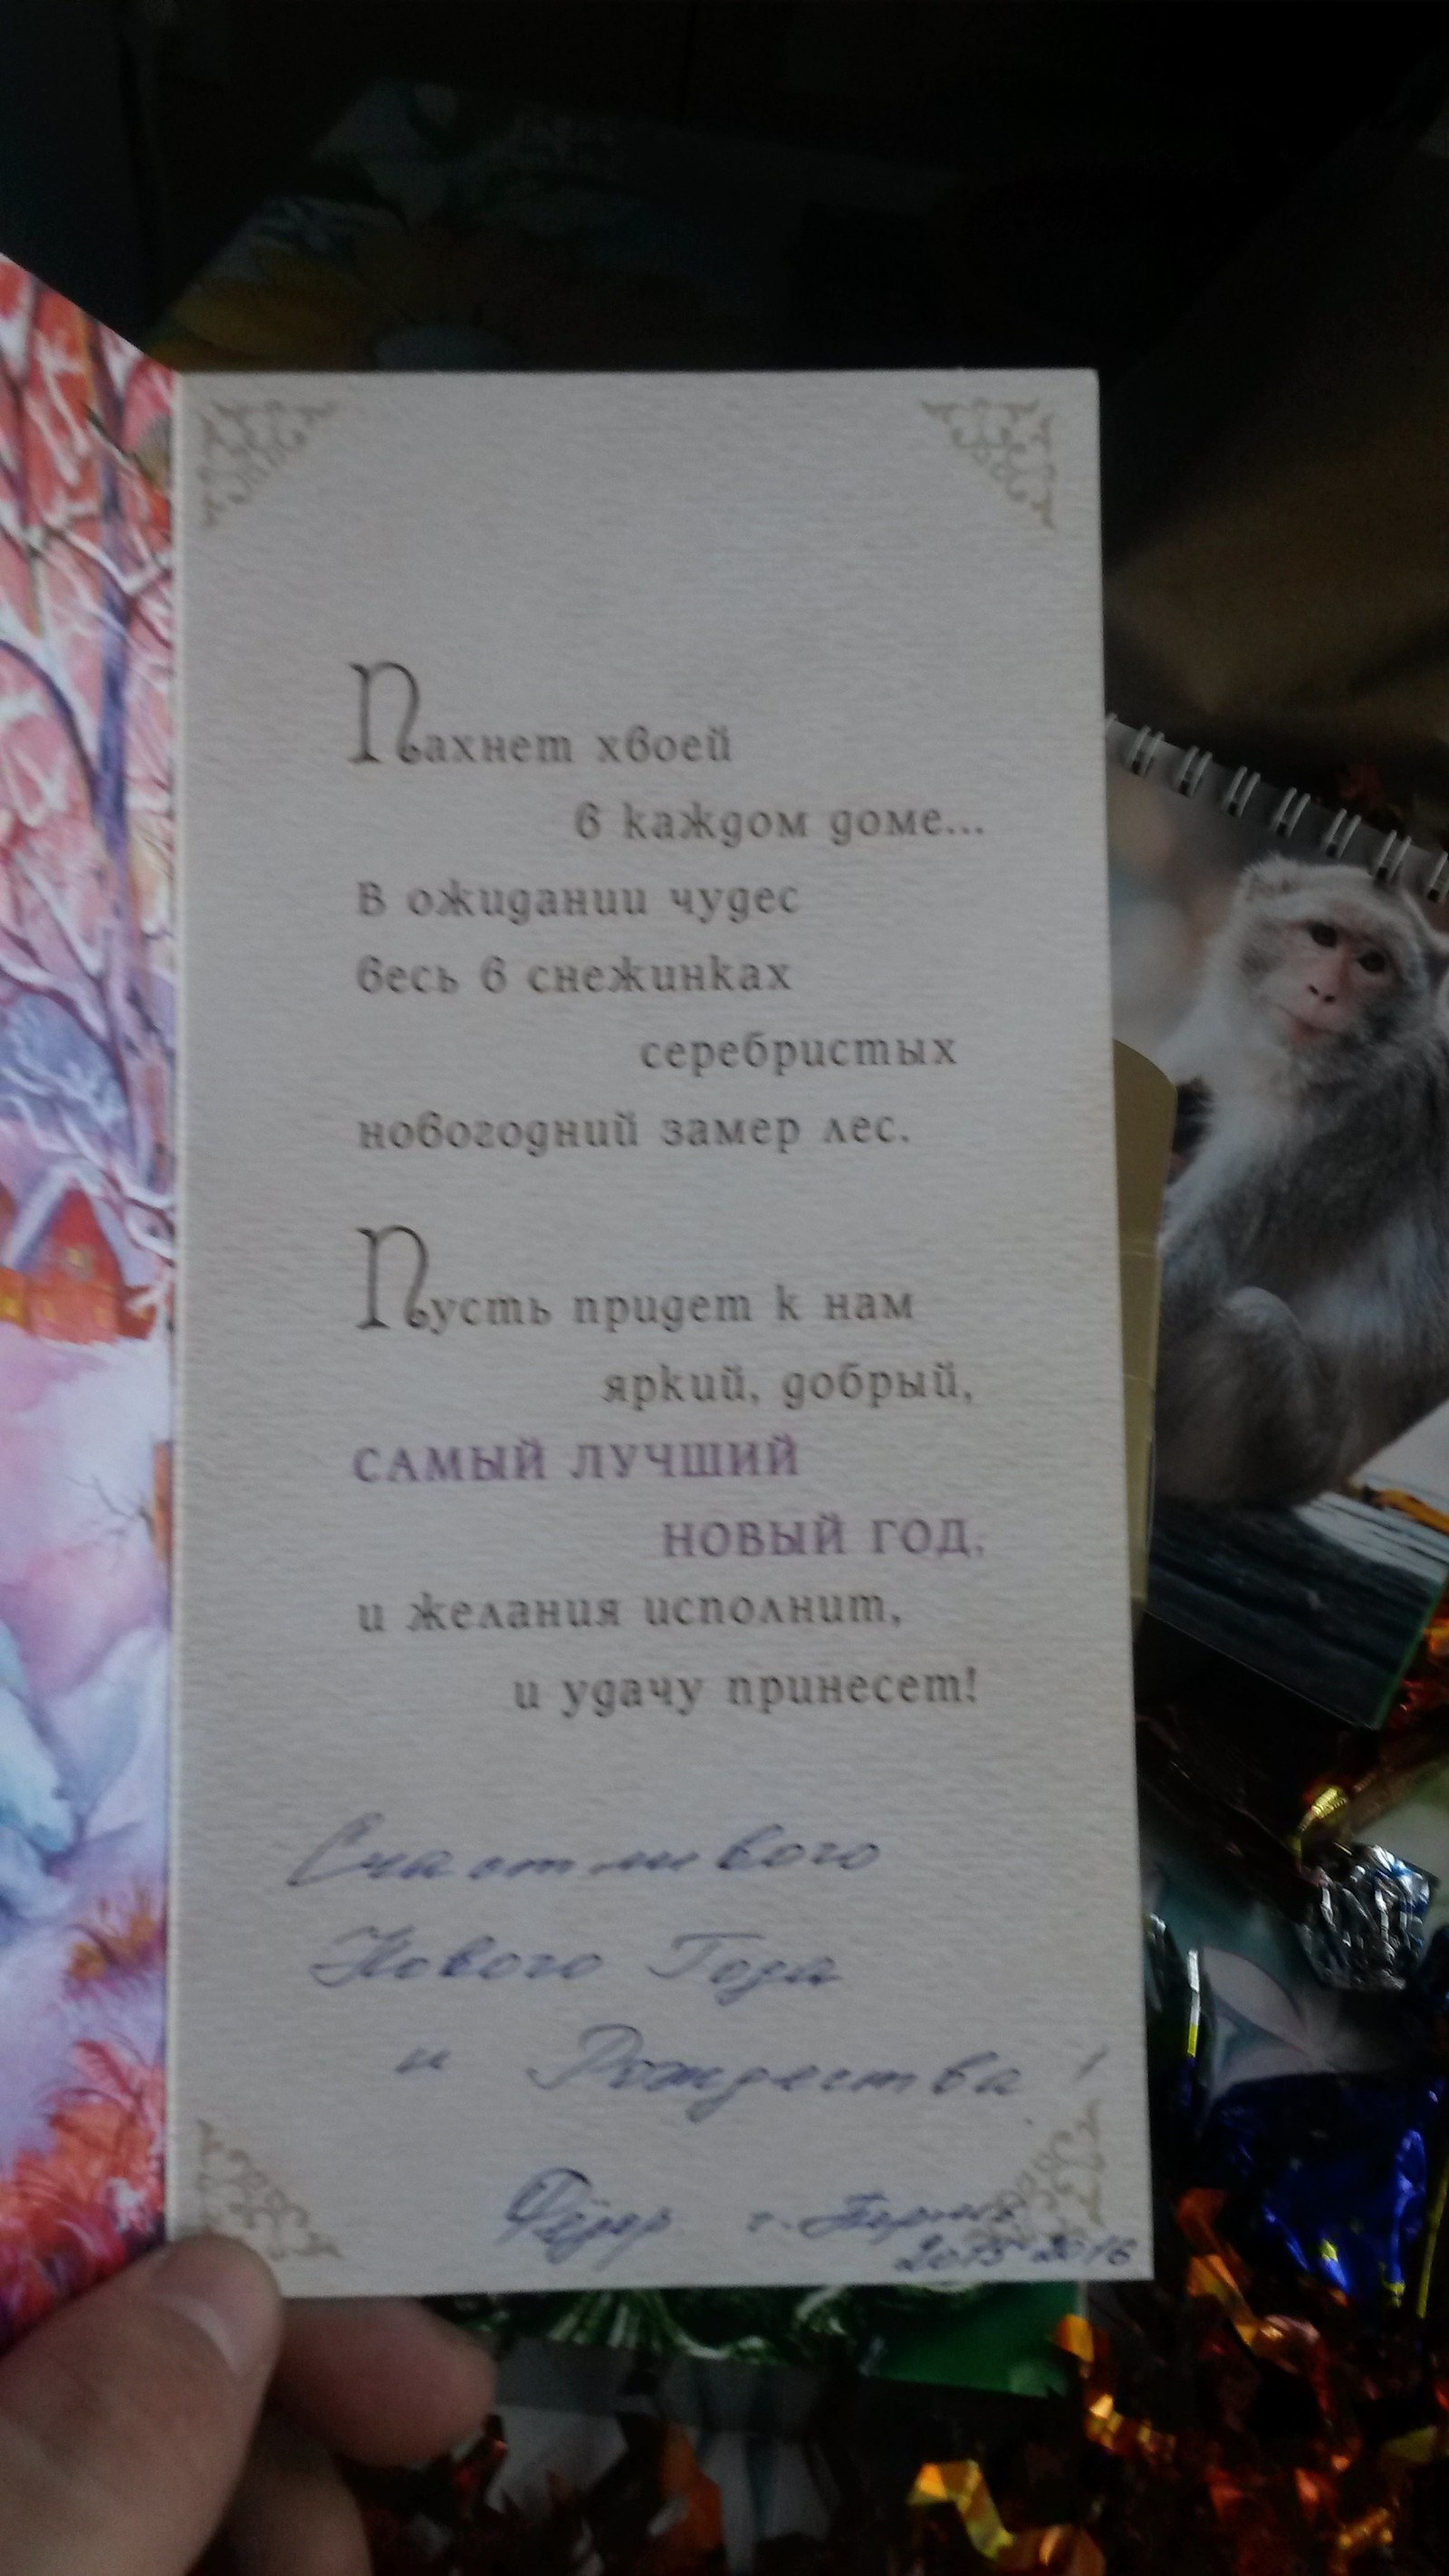 Пахнет хвоей
в каждом доме...
В ожидании чудес
весь в снежинках
серебристых
новогодний замер лес.
Пусть придет к нам
яркий, добрый,
САМЫЙ ЛУЧШИЙ
НОВЫЙ ГОД,
и желания исполнит,
и удачу принесет!
Счастливого
Нового Года
и Рождества!
Фёдор г.
2015-2016